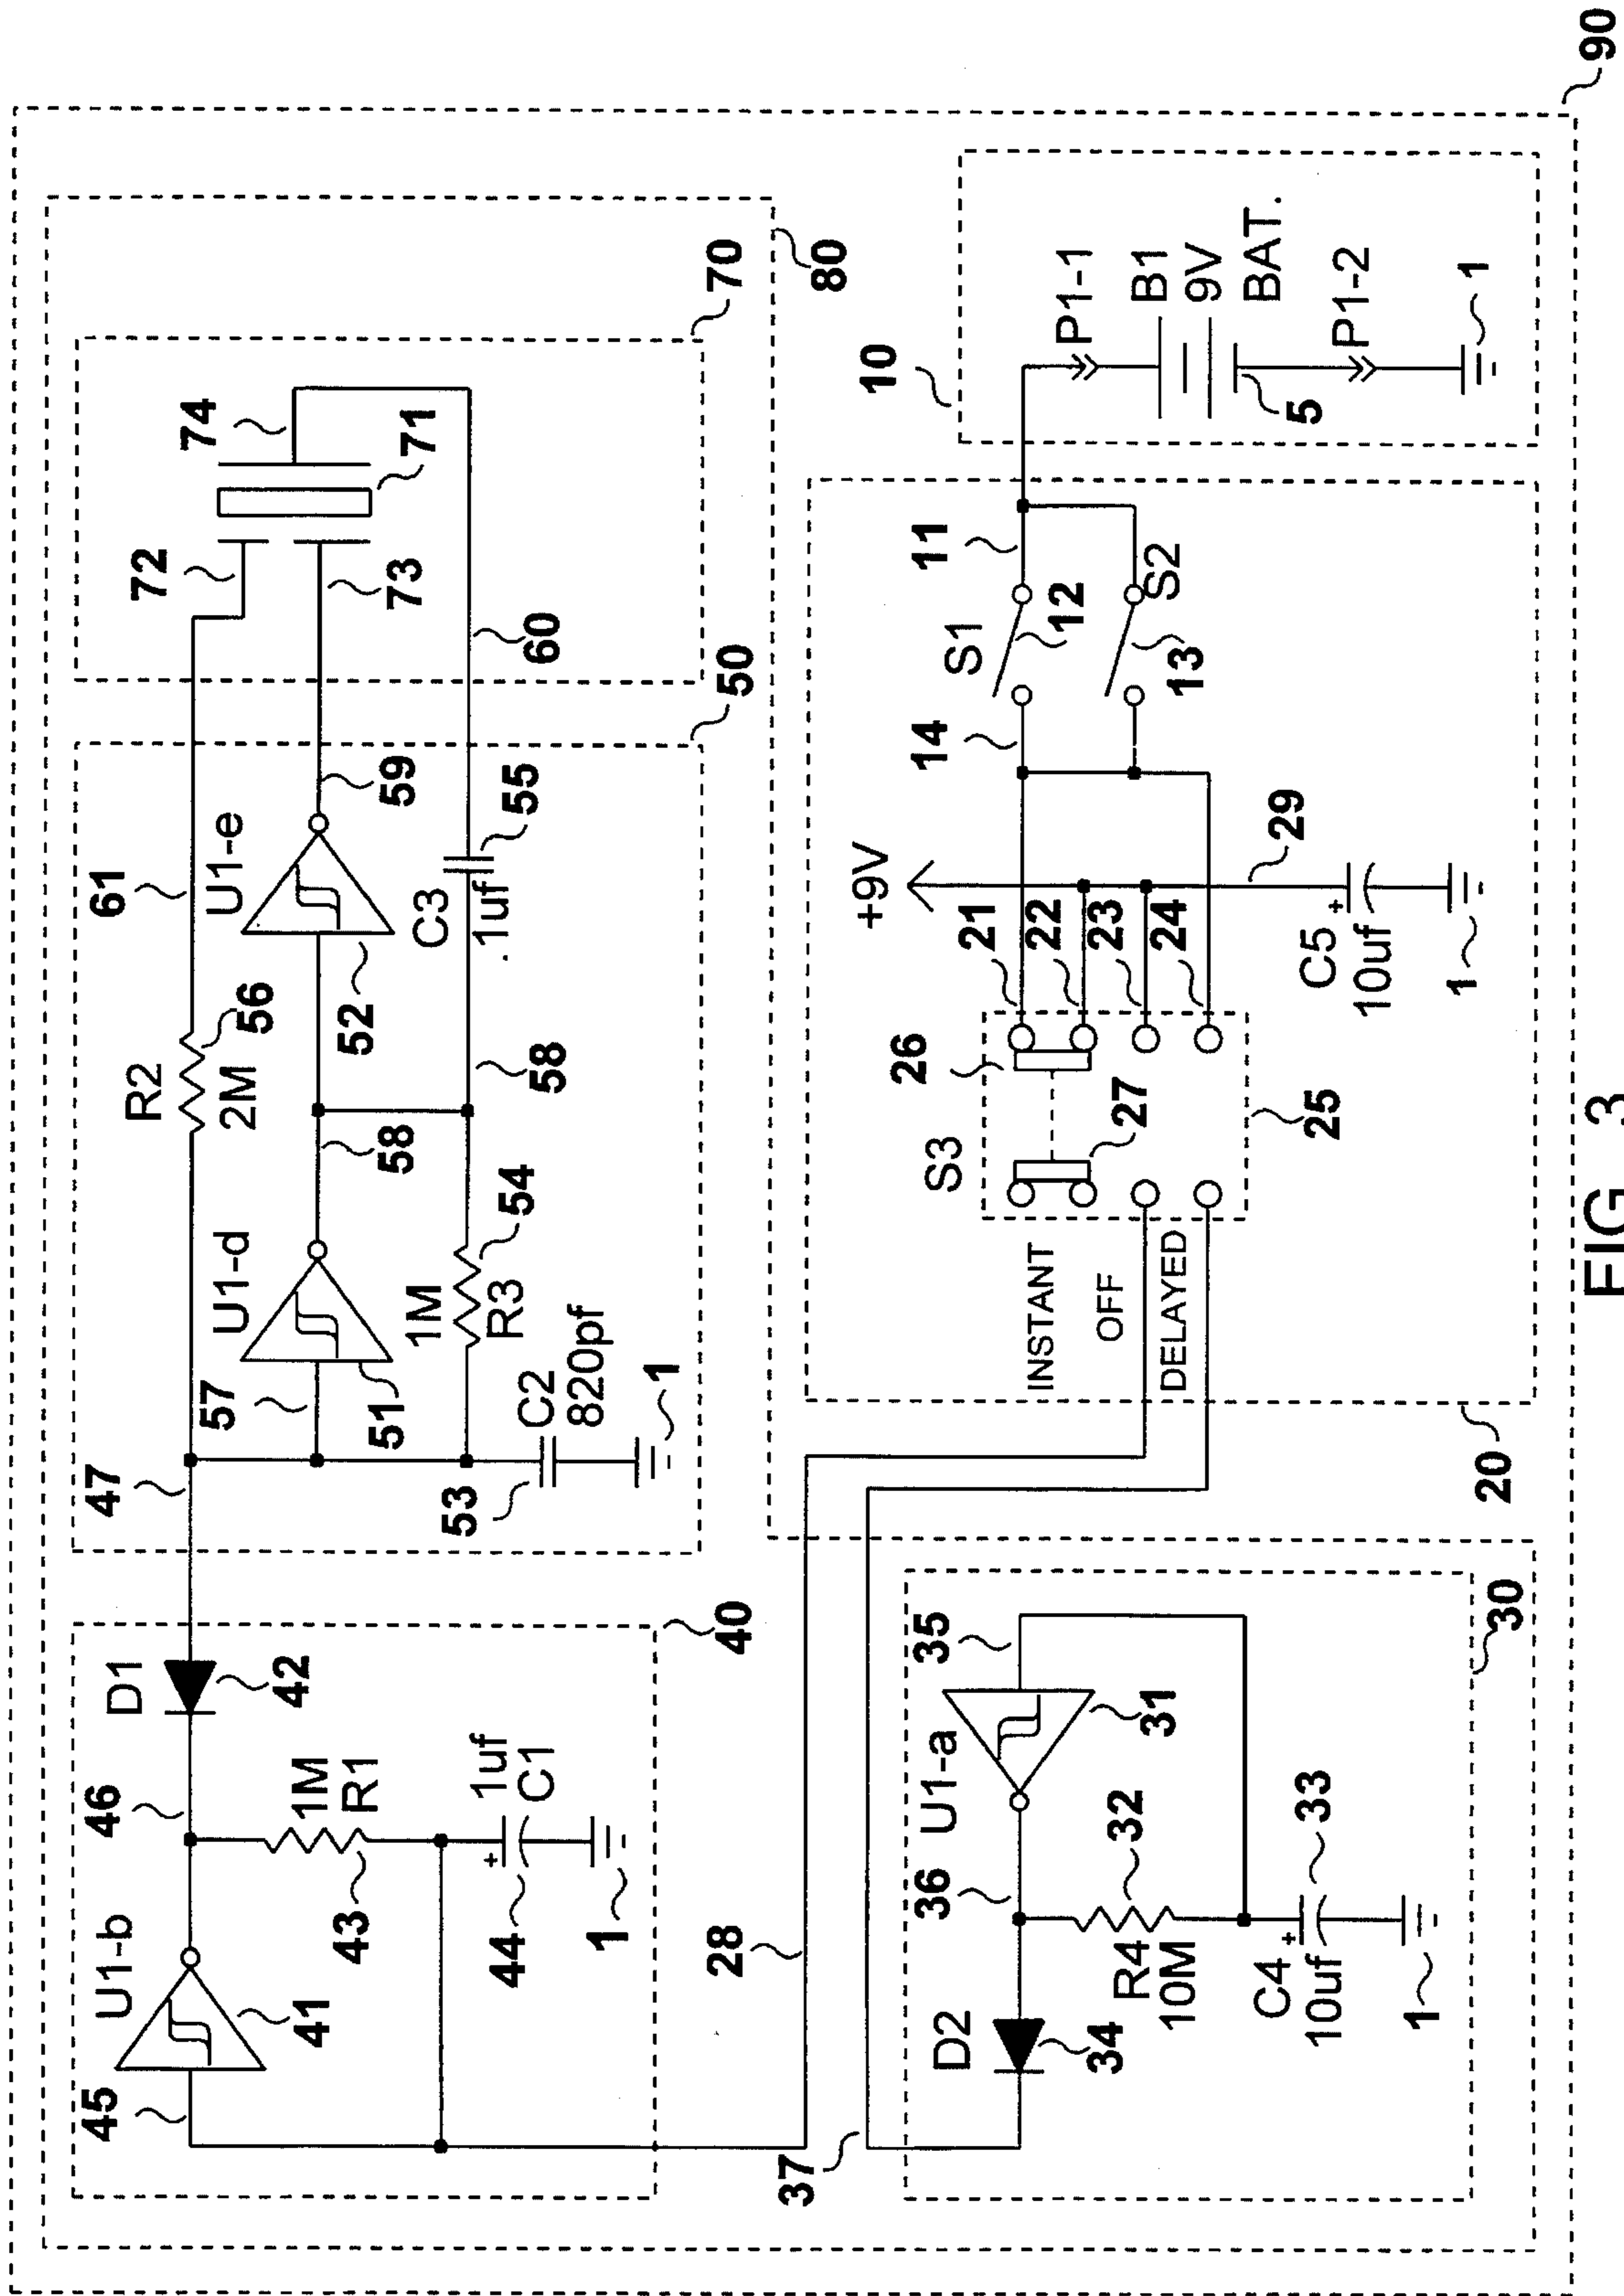 90
80
70
74
71
72
73
60
50
61
U1-e
59
55
C3
.1uf
52
R2
2M
56
58
58
U1-d
57
51
1M
R3
54
C2
820pf
53
1
47
40
D1
42
46
1M
R1
43
1uf
C1
+
44
1
U1-b
41
45
28
37
10
P1-1
B1
9V
BAT.
P1-2
5
1
11
S1
12
S2
13
14
+9V
29
21
22
23
24
+
C5
10uf
1
26
27
25
S3
INSTANT
OFF
DELAYED
20
30
35
U1-a
31
36
32
R4
10M
33
+
C4
10uf
1
D2
34
FIG. 3